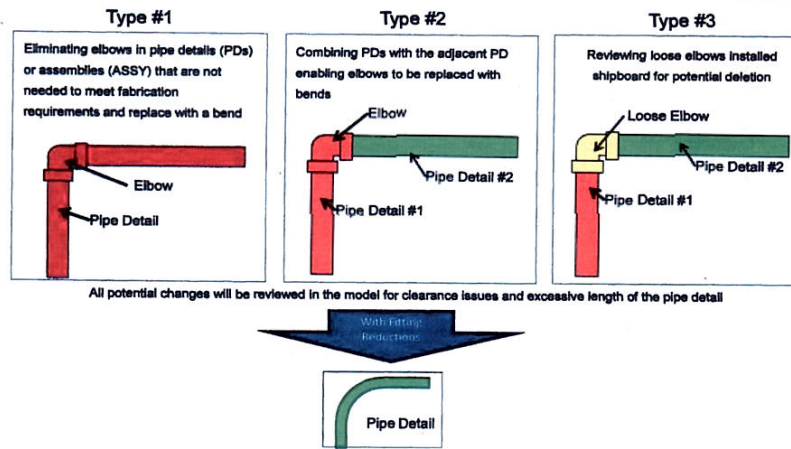 Type #1
Eliminating elbows in pipe details (PDs)
or assemblies (ASSY) that are not
needed to meet fabrication
requirements and replace with a bend
Elbow
Pipe Detail
Type #2
Combining PDs with the adjacent PD
enabling elbows to be replaced with
bends
Elbow
Pipe Detail #2
Pipe Detail #1
Type #3
Reviewing loose elbows installed
shipboard for potential deletion
Loose Elbow
Pipe Detail #2
Pipe Detail #1
All potential changes will be reviewed in the model for clearance issues and excessive length of the pipe detail
With Fitting
Reductions
Pipe Detail